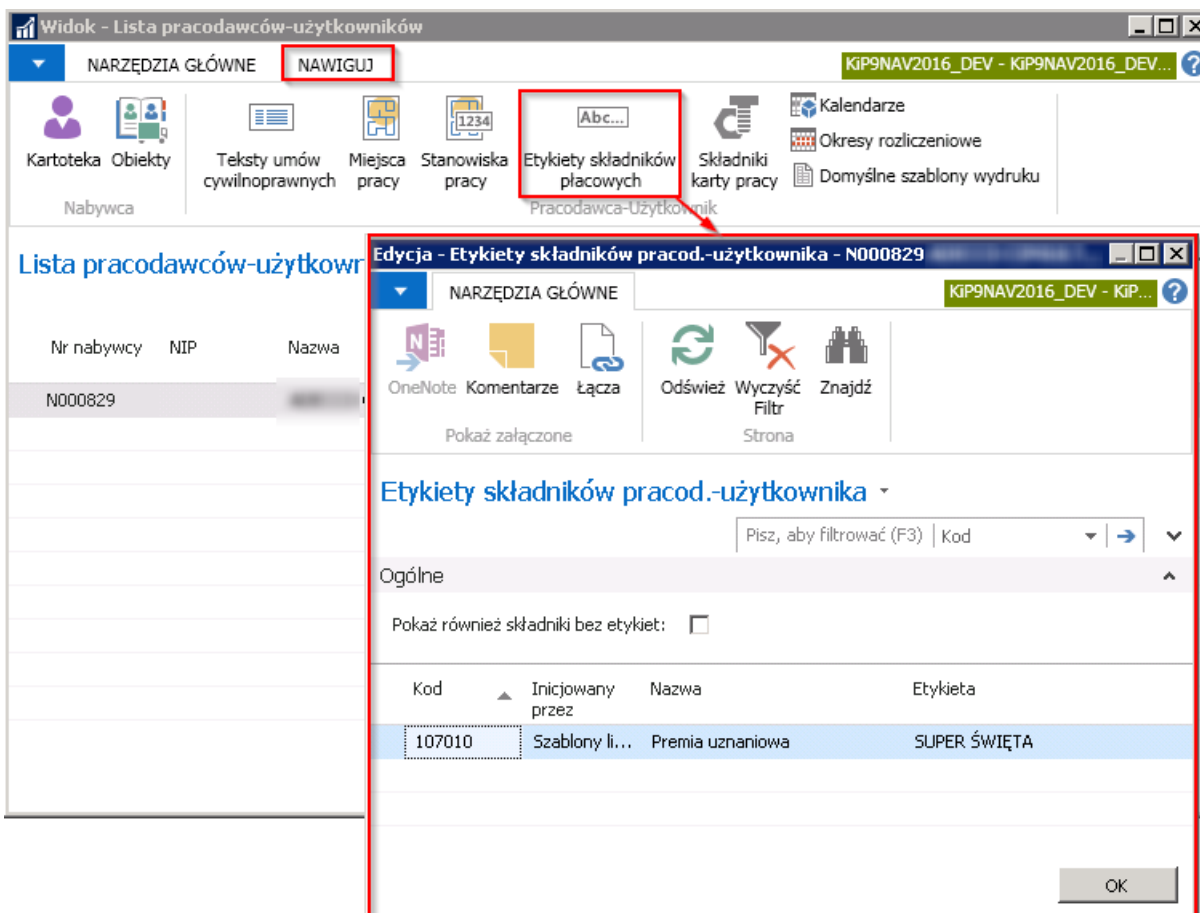 Widok - Lista pracodawców-użytkowników
NARZĘDZIA GŁÓWNE NAWIGUJ KiP9NAV2016_DEV - KiP9NAV2016_DEV...
Kartoteka Obiekty
Nabywca
Teksty umów cywilnoprawnych
Miejsca pracy
1234
Stanowiska pracy
Abc...
Etykiety składników płacowych
Składniki karty pracy
Kalendarze
Okresy rozliczeniowe
Domyślne szablony wydruku
Pracodawca-Użytkownik
Lista pracodawców-użytkowr
Nr nabywcy NIP Nazwa
N000829
Edycja - Etykiety składników pracod.-użytkownika - N000829
NARZĘDZIA GŁÓWNE KiP9NAV2016_DEV - KiP...
OneNote Komentarze Łącza
Pokaż załączone
Odśwież Wyczyść Filtr Znajdź
Strona
Etykiety składników pracod.-użytkownika
Pisz, aby filtrować (F3) Kod
Ogólne
Pokaż również składniki bez etykiet:
Kod Inicjowany przez Nazwa Etykieta
107010 Szablony li... Premia uznaniowa SUPER ŚWIĘTA
OK